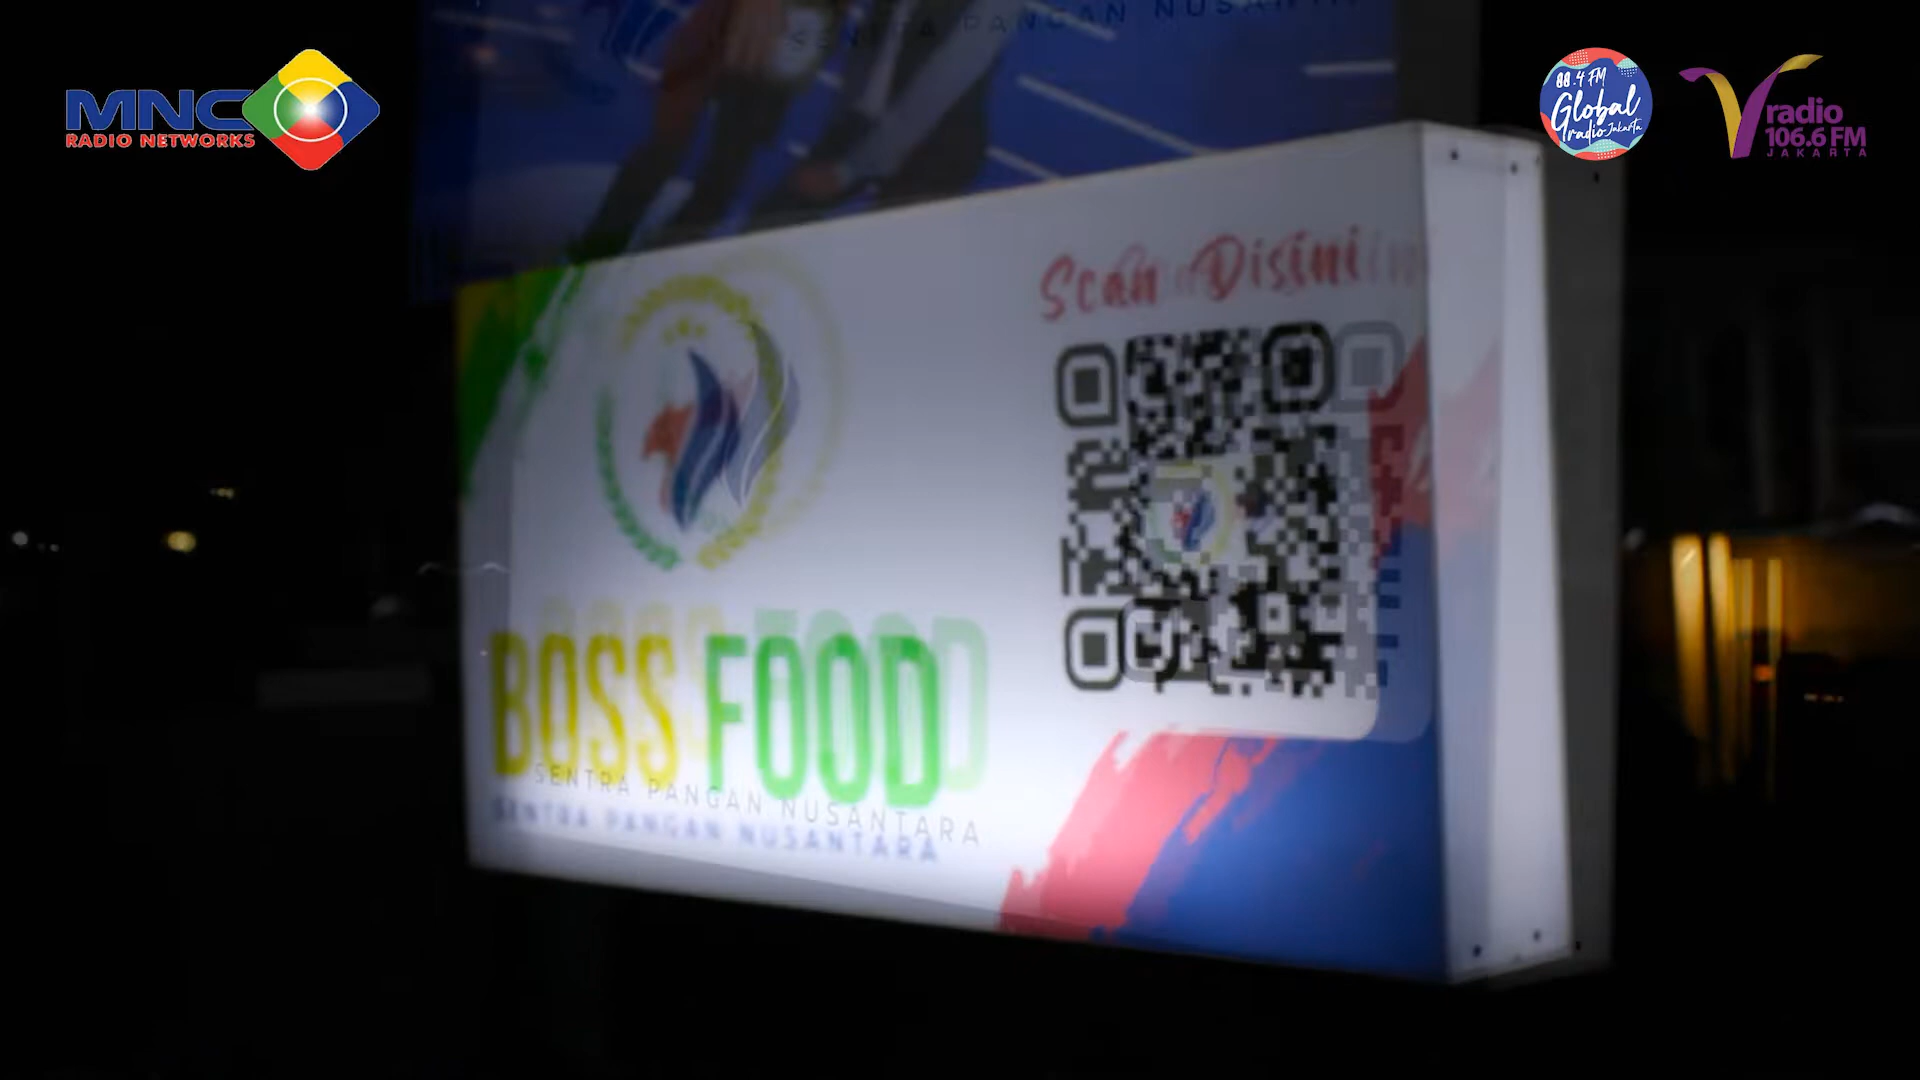 SENTRA PANGAN NUSANTARA
MNC
RADIO NETWORKS
88.4 FM
Global
radio Jakarta
V radio
106.6 FM
JAKARTA
Scan Disini
BOSS FOOD
SENTRA PANGAN NUSANTARA